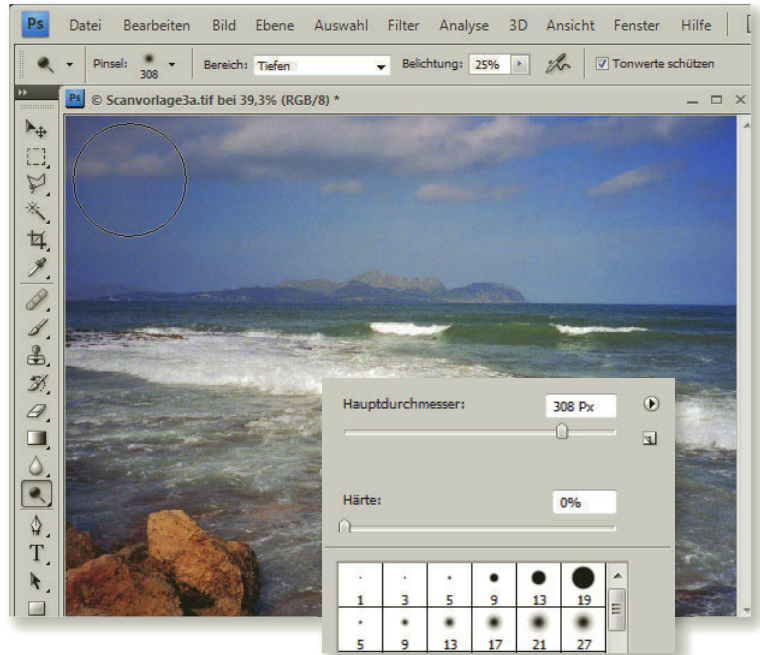 Ps Datei Bearbeiten Bild Ebene Auswahl Filter Analyse 3D Ansicht Fenster Hilfe
Pinsel: 308 Bereich: Tiefen Belichtung: 25% Tonwerte schützen
Ps © Scanvorlage3a.tif bei 39,3% (RGB/8) *
Hauptdurchmesser: 308 Px
Härte: 0%
1 3 5 9 13 19
5 9 13 17 21 27
T